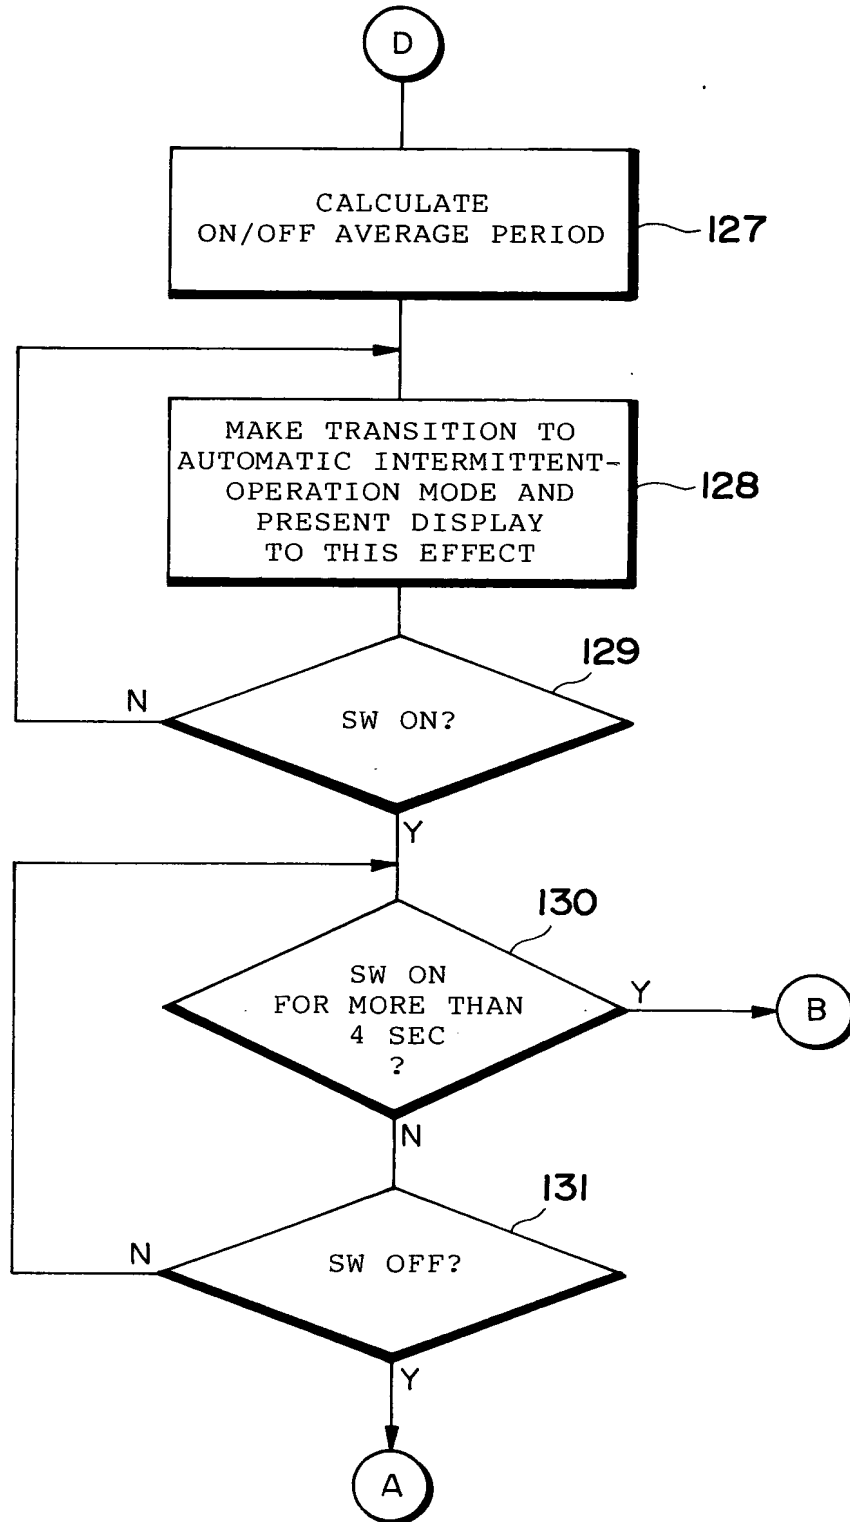 D
CALCULATE
ON/OFF AVERAGE PERIOD
127
MAKE TRANSITION TO
AUTOMATIC INTERMITTENT-
OPERATION MODE AND
PRESENT DISPLAY
TO THIS EFFECT
128
129
N
SW ON?
Y
130
SW ON
FOR MORE THAN
4 SEC
?
Y
B
N
131
N
SW OFF?
Y
A